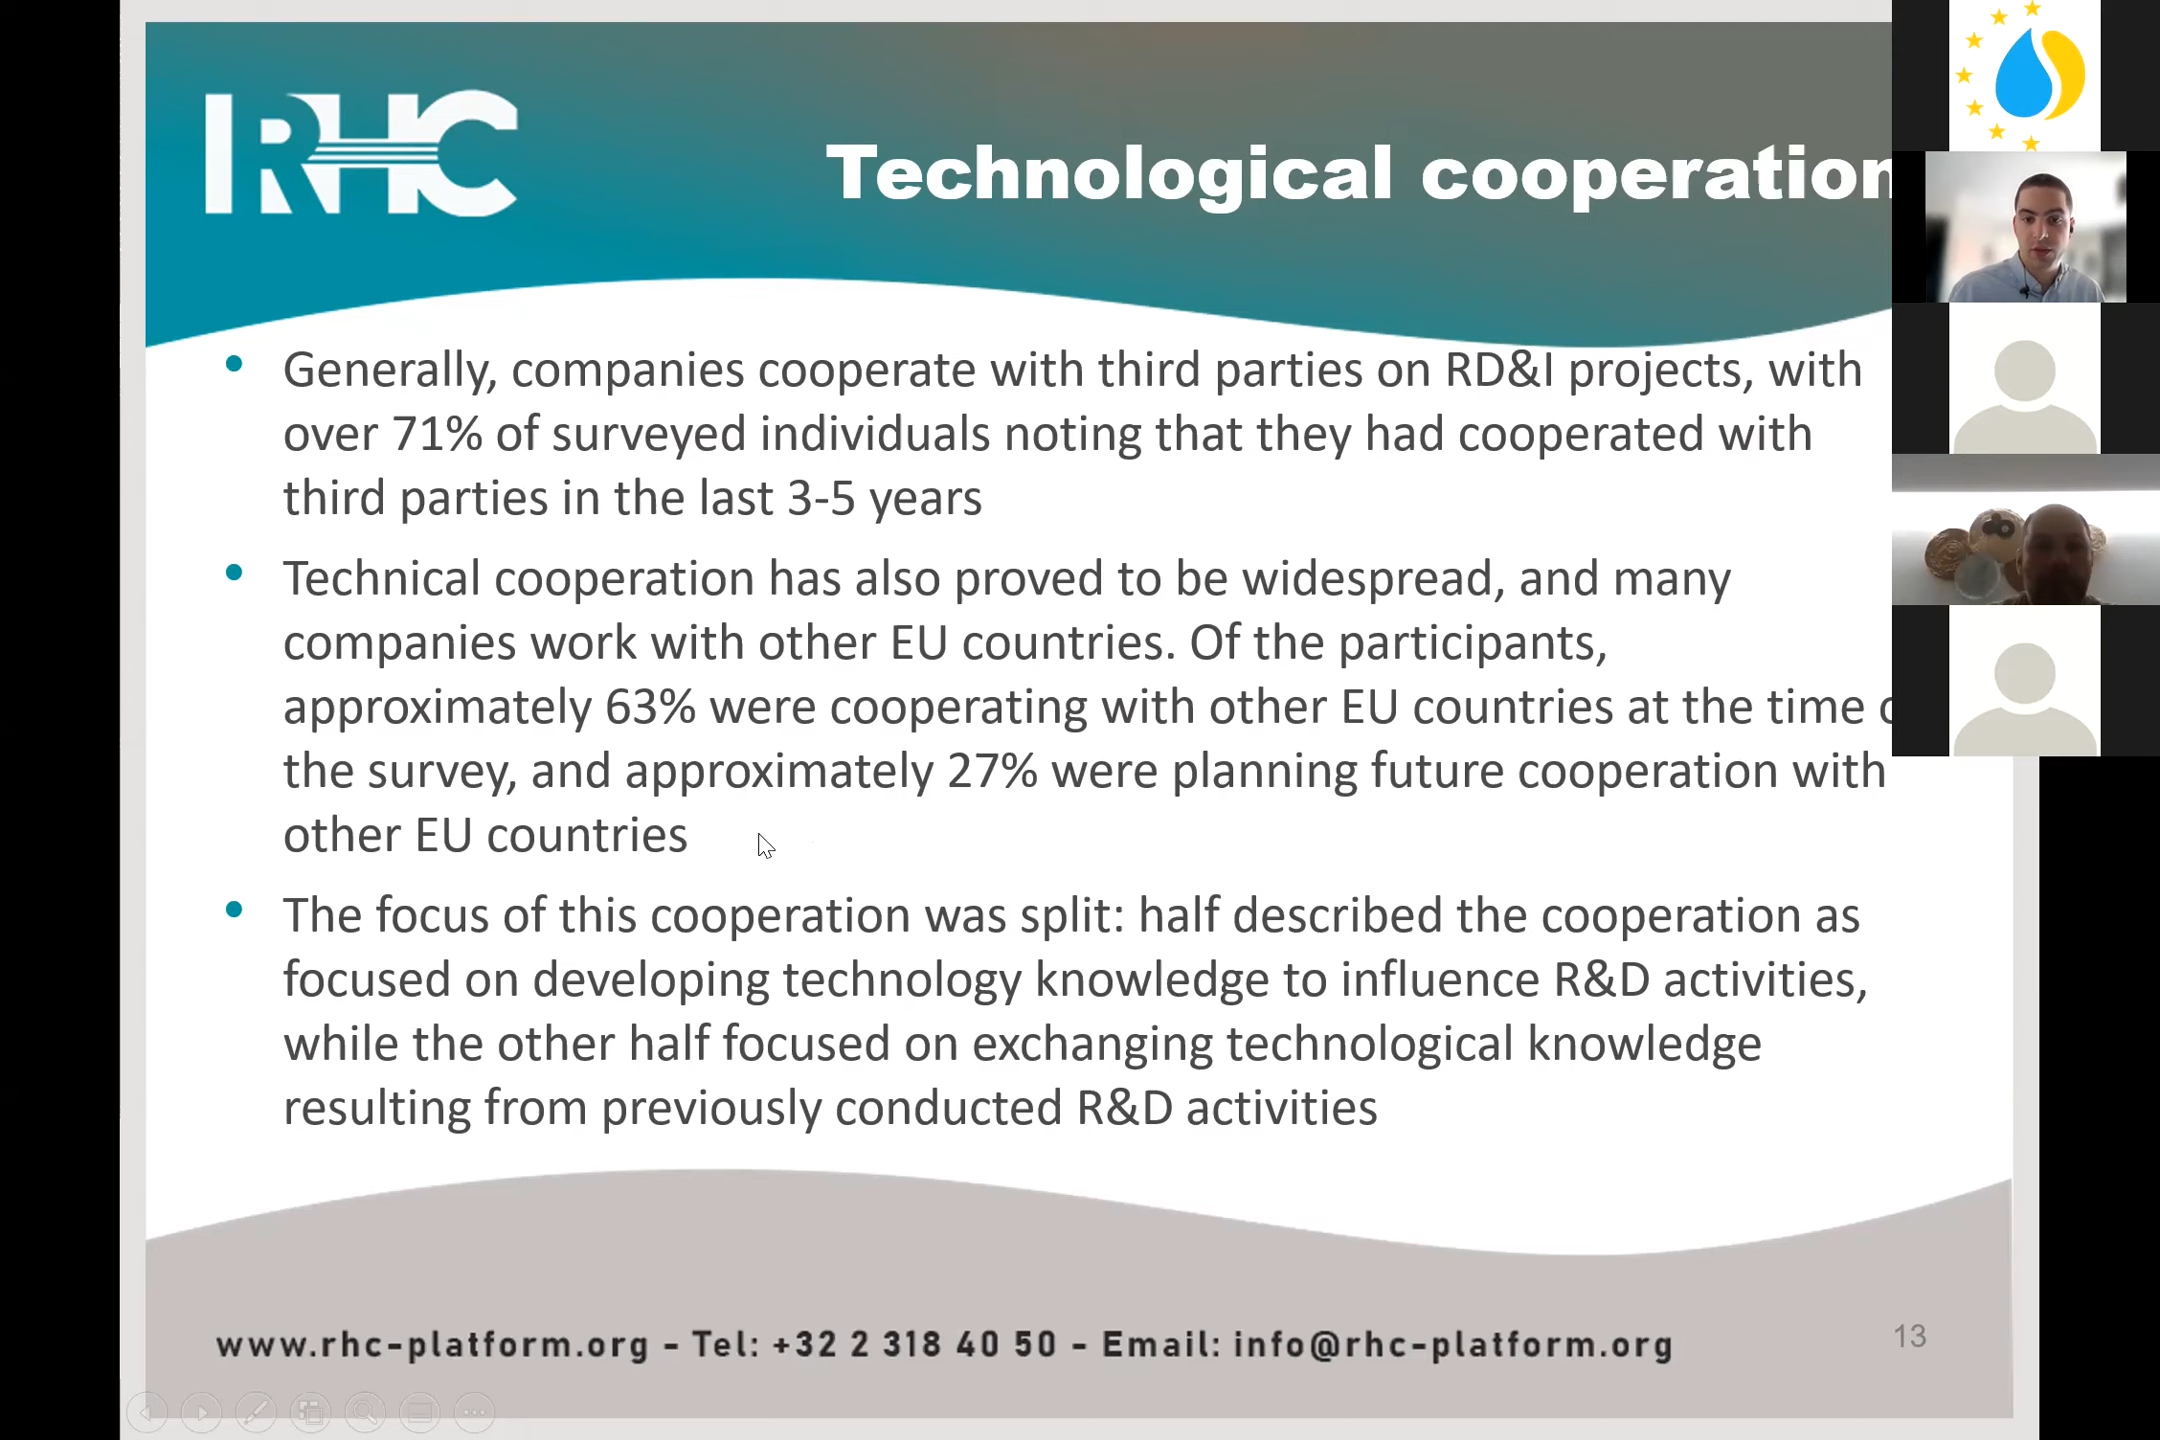 RHC
Technological cooperation
• Generally, companies cooperate with third parties on RD&I projects, with
over 71% of surveyed individuals noting that they had cooperated with
third parties in the last 3-5 years
• Technical cooperation has also proved to be widespread, and many
companies work with other EU countries. Of the participants,
approximately 63% were cooperating with other EU countries at the time
the survey, and approximately 27% were planning future cooperation with
other EU countries
• The focus of this cooperation was split: half described the cooperation as
focused on developing technology knowledge to influence R&D activities,
while the other half focused on exchanging technological knowledge
resulting from previously conducted R&D activities
www.rhc-platform.org - Tel: +32 2 318 40 50 - Email: info@rhc-platform.org
13